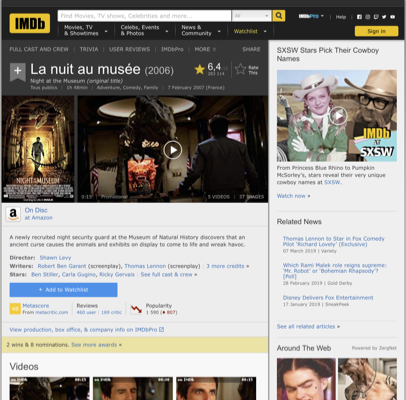 IMDb
Find Movies, TV shows, Celebrities and more...
All
IMDbPro
Help
Movies, TV
& Showtimes
Celebs, Events
& Photos
News &
Community
Watchlist
Sign in
FULL CAST AND CREW | TRIVIA | USER REVIEWS | IMDbPro | MORE
SHARE
La nuit au musée (2006)
Night at the Museum (original title)
Tous publics | 1h 48min | Adventore, Comedy, Family | 7 February 2007 (France)
6,4
Rate
This
NIGHT AT THE MUSEUM
0:15
5 VIDEOS
37 IMAGES
On Disc
at Amazon
A newly recruited night security guard at the Museum of Natural History discovers that an
ancient curse causes the animals and exhibits on display to come to life and wreak havoc.
Director: Shawn Levy
Writers: Robert Ben Garant (screenplay), Thomas Lennon (screenplay) | 3 more credits »
Stars: Ben Stiller, Carla Gugino, Ricky Gervais | See full cast & crew »
+ Add to Watchlist
Metascore
From metacritic.com
Reviews
460 user | 169 critic
Popularity
View production, box office, & company info on IMDbPro
2 wins & 8 nominations. See more awards »
Videos
SXSW Stars Pick Their Cowboy
Names
IMDb
AT
SXSW
From Princess Blue Rhino to Pumpkin
McSorley's, stars reveal their very
unique cowboy names at SXSW.
Watch now »
Related News
Thomas Lennon to Star in Fox Comedy
Pilot 'Richard Lovely' (Exclusive)
07 March 2019 | Variety
Which Rami Malek role reigns supreme:
'Mr. Robot' or 'Bohemian Rhapsody'?
[Poll]
28 February 2019 | Gold Derby
Disney Delivers Fox Entertainment
17 January 2019 | SneakPeek
See all related articles »
Around The Web
Powered by ZergNet